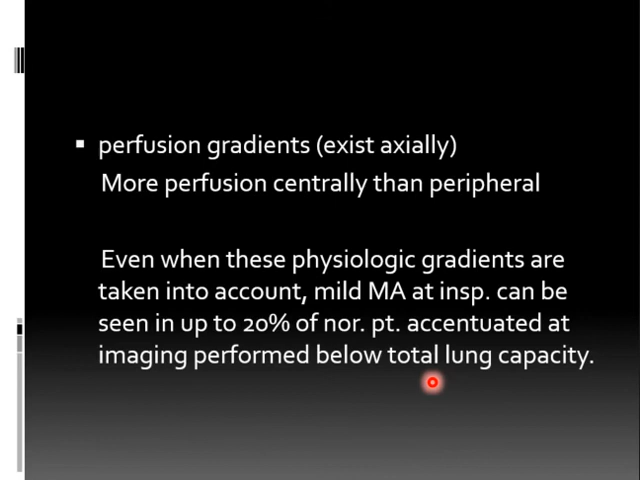 perfusion gradients (exist axially)
More perfusion centrally than peripheral
Even when these physiologic gradients are
taken into account, mild MA at insp. can be
seen in up to 20% of nor. pt. accentuated at
imaging performed below total lung capacity.